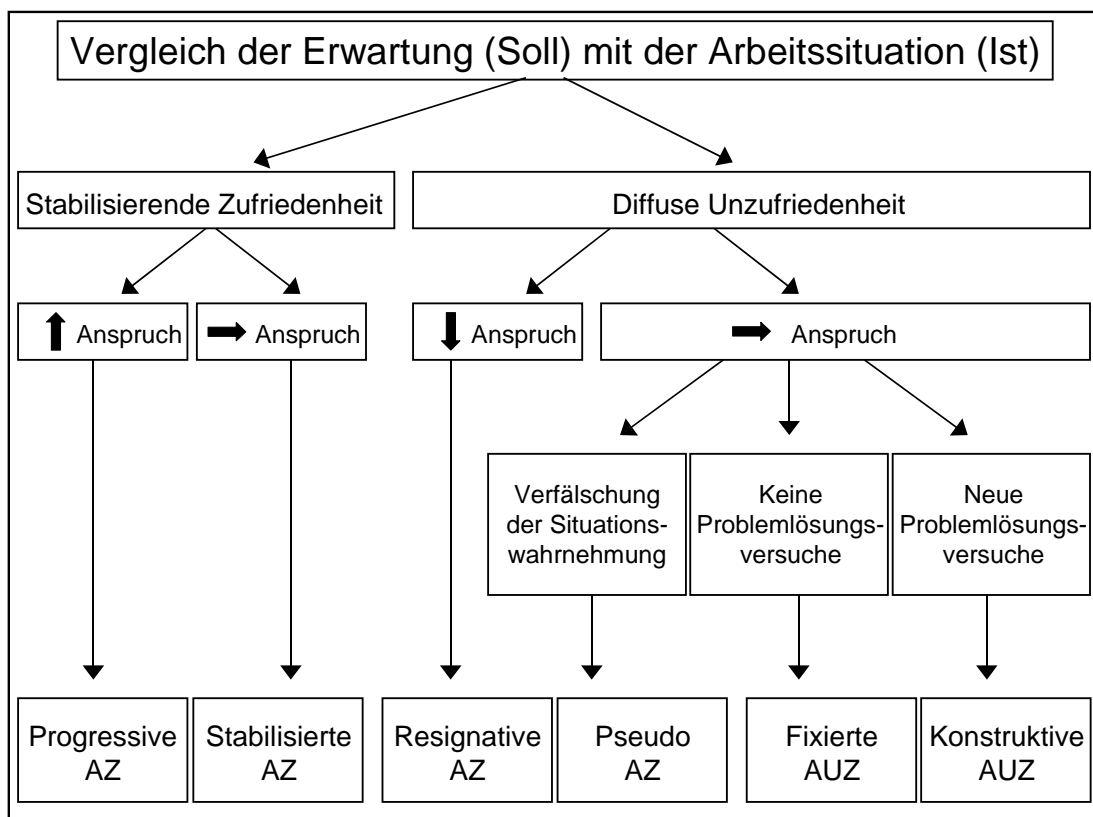 Vergleich der Erwartung (Soll) mit der Arbeitssituation (Ist)
Stabilisierende Zufriedenheit
Diffuse Unzufriedenheit
Anspruch
Anspruch
Anspruch
Anspruch
Verfälschung
der Situations-
wahrnehmung
Keine
Problemlösungs-
versuche
Neue
Problemlösungs-
versuche
Progressive
AZ
Stabilisierte
AZ
Resignative
AZ
Pseudo
AZ
Fixierte
AUZ
Konstruktive
AUZ